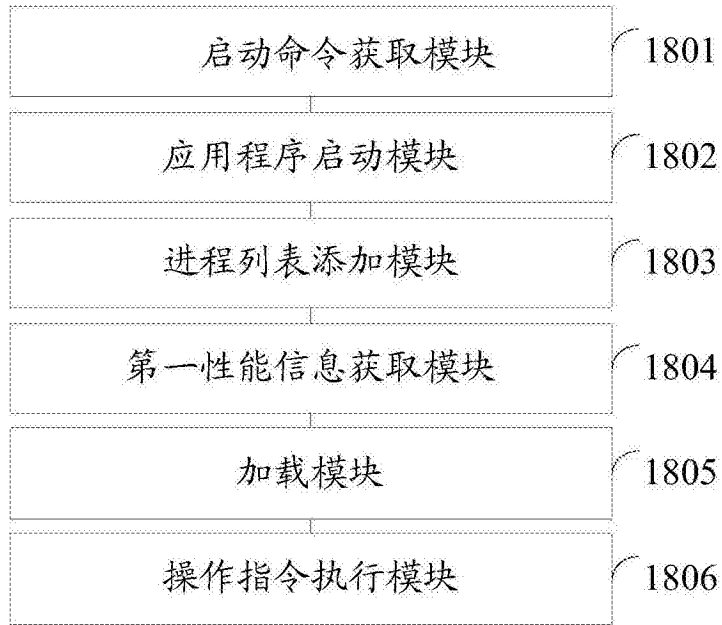 启动命令获取模块 1801
应用程序启动模块 1802
进程列表添加模块 1803
第一性能信息获取模块 1804
加载模块 1805
操作指令执行模块 1806